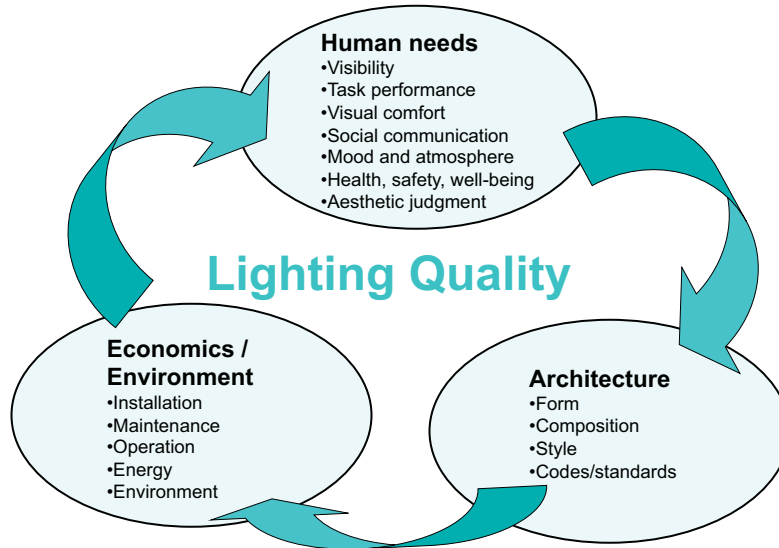 Human needs
•Visibility
•Task performance
•Visual comfort
•Social communication
•Mood and atmosphere
•Health, safety, well-being
•Aesthetic judgment
Lighting Quality
Economics /
Environment
•Installation
•Maintenance
•Operation
•Energy
•Environment
Architecture
•Form
•Composition
•Style
•Codes/standards